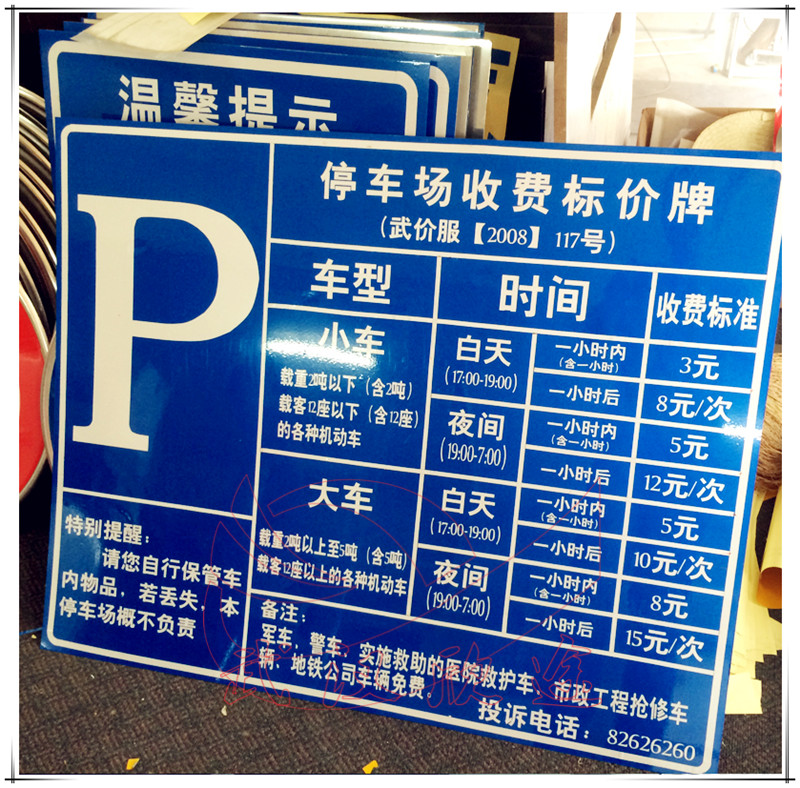 温馨提示
P
停车场收费标价牌
(武价服【2008】117号)
车型
时间
收费标准
小车
载重2吨以下(含2吨)
载客12座以下(含12座)
的各种机动车
白天
(17:00-19:00)
一小时内
(含一小时)
3元
一小时后
8元/次
夜间
(19:00-7:00)
一小时内
(含一小时)
5元
一小时后
12元/次
大车
载重2吨以上至5吨(含5吨)
载客12座以上的各种机动车
白天
(17:00-19:00)
一小时内
(含一小时)
5元
一小时后
10元/次
夜间
(19:00-7:00)
一小时内
(含一小时)
8元
一小时后
15元/次
特别提醒:
请您自行保管车
内物品,若丢失,本
停车场概不负责
备注:
军车、警车、实施救助的医院救护车、市政工程抢修车
辆、地铁公司车辆免费。
投诉电话:82626260
武汉欣途